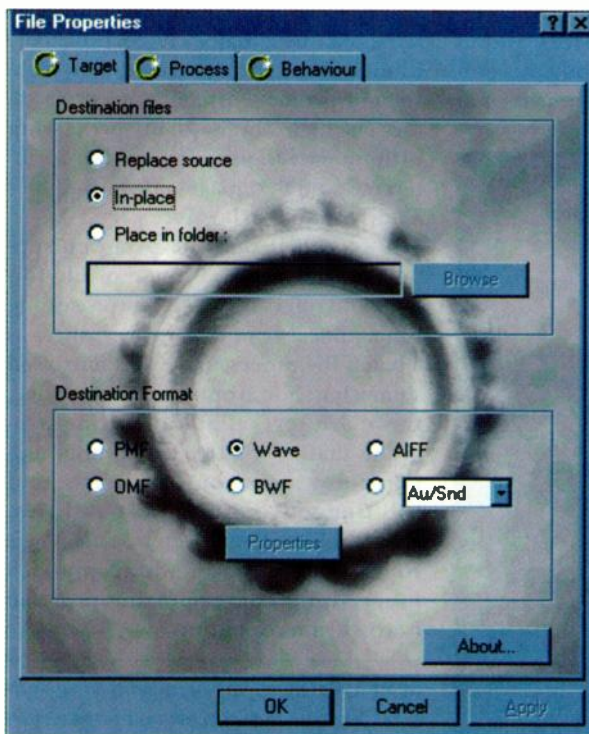 File Properties
Target Process Behaviour
Destination files
Replace source
In-place
Place in folder :
Browse
Destination Format
PMF Wave AIFF
OMF BWF Au/Snd
Properties
About...
OK Cancel Apply